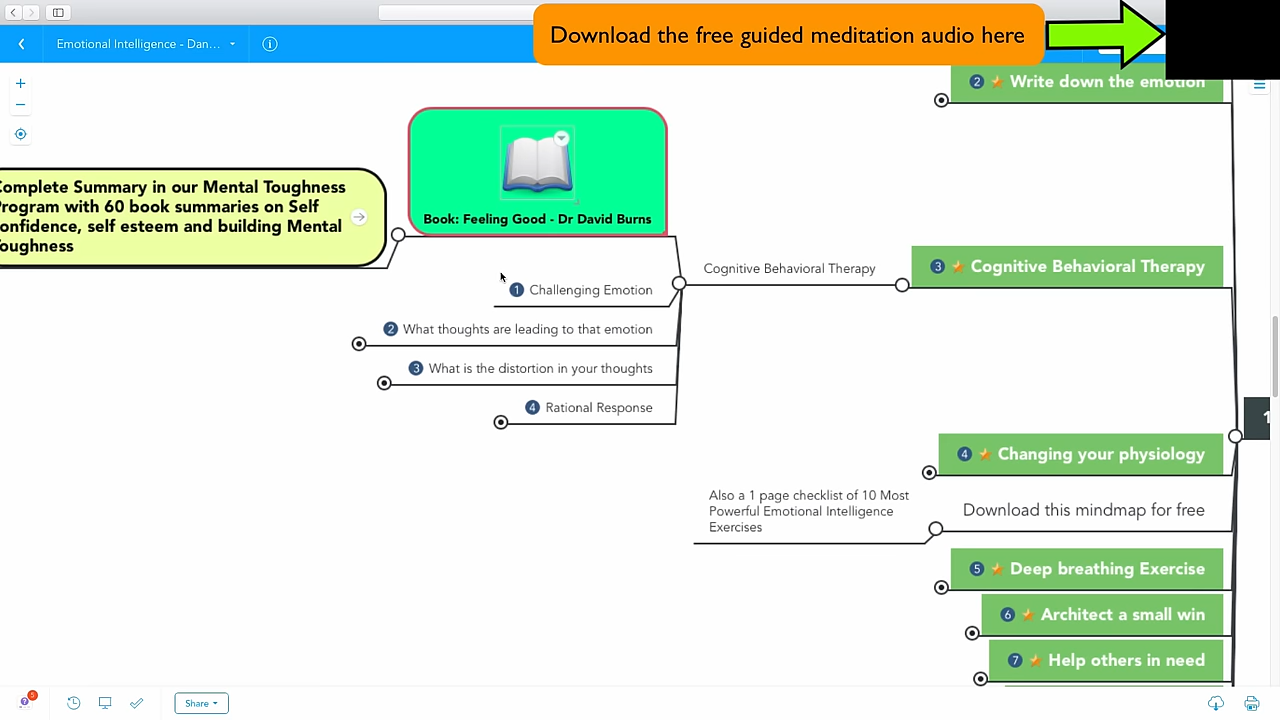 Download the free guided meditation audio here
Emotional Intelligence - Dan...
2 Write down the emotion
Complete Summary in our Mental Toughness
Program with 60 book summaries on Self
confidence, self esteem and building Mental
Toughness
Book: Feeling Good - Dr David Burns
Cognitive Behavioral Therapy
3 Cognitive Behavioral Therapy
1 Challenging Emotion
2 What thoughts are leading to that emotion
3 What is the distortion in your thoughts
4 Rational Response
1
4 Changing your physiology
Also a 1 page checklist of 10 Most
Powerful Emotional Intelligence
Exercises
Download this mindmap for free
5 Deep breathing Exercise
6 Architect a small win
7 Help others in need
5
Share